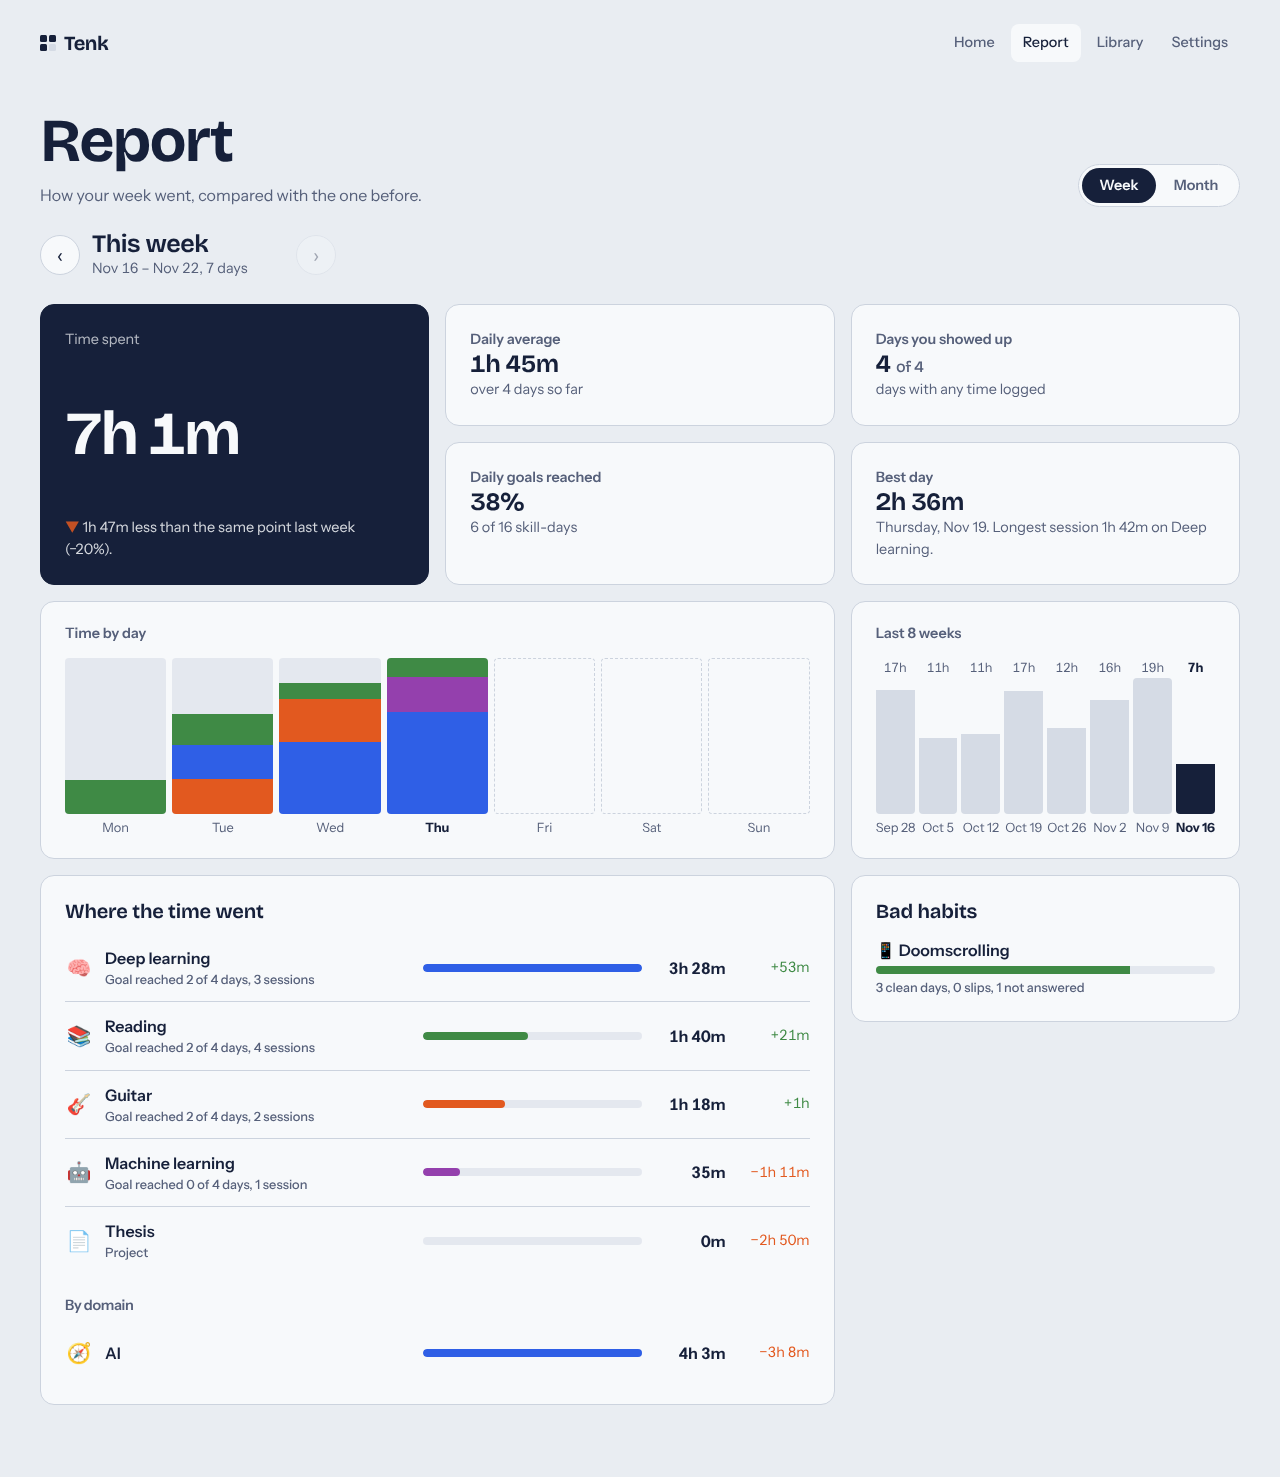 Tenk
Home
Report
Library
Settings
Report
How your week went, compared with the one before.
Week
Month
‹
This week
Nov 16 – Nov 22, 7 days
›
Time spent
7h 1m
▼ 1h 47m less than the same point last week
(−20%).
Daily average
1h 45m
over 4 days so far
Days you showed up
4 of 4
days with any time logged
Daily goals reached
38%
6 of 16 skill-days
Best day
2h 36m
Thursday, Nov 19. Longest session 1h 42m on Deep
learning.
Time by day
Mon Tue Wed Thu Fri Sat Sun
Last 8 weeks
17h 11h 11h 17h 12h 16h 19h 7h
Sep 28 Oct 5 Oct 12 Oct 19 Oct 26 Nov 2 Nov 9 Nov 16
Where the time went
Deep learning
Goal reached 2 of 4 days, 3 sessions
3h 28m
+53m
Reading
Goal reached 2 of 4 days, 4 sessions
1h 40m
+21m
Guitar
Goal reached 2 of 4 days, 2 sessions
1h 18m
+1h
Machine learning
Goal reached 0 of 4 days, 1 session
35m
−1h 11m
Thesis
Project
0m
−2h 50m
By domain
AI
4h 3m
−3h 8m
Bad habits
Doomscrolling
3 clean days, 0 slips, 1 not answered